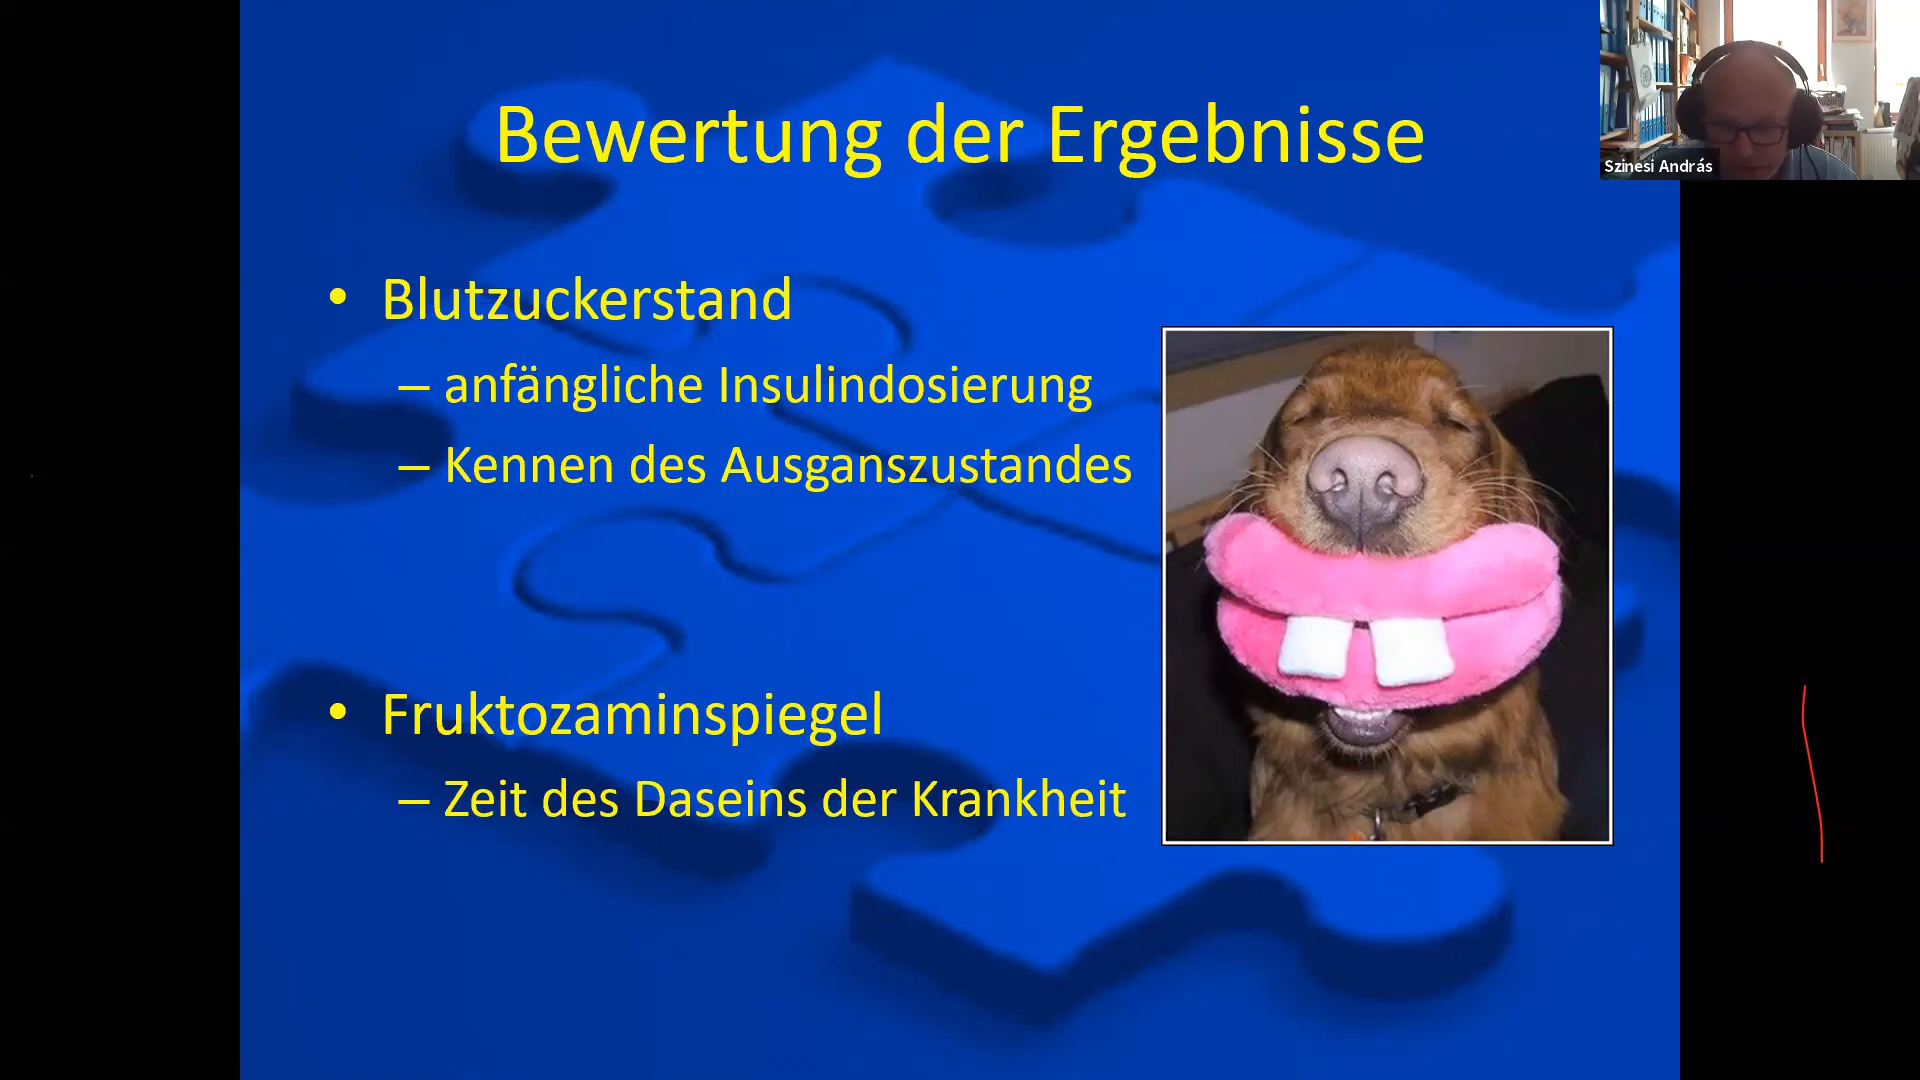 Bewertung der Ergebnisse
Szinesi András
• Blutzuckerstand
– anfängliche Insulindosierung
– Kennen des Ausganszustandes
• Fruktozaminspiegel
– Zeit des Daseins der Krankheit